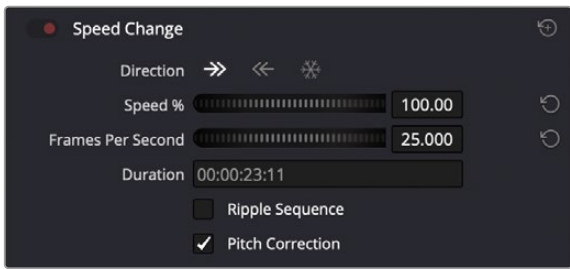 Speed Change
Direction
Speed % 100.00
Frames Per Second 25.000
Duration 00:00:23:11
Ripple Sequence
Pitch Correction